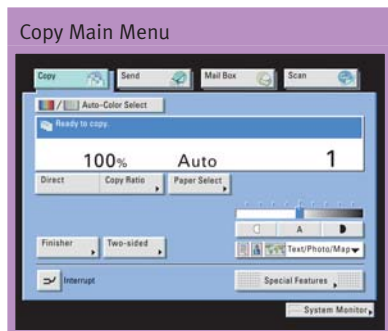 Copy Main Menu
Copy Send Mail Box Scan
/ Auto-Color Select
Ready to copy.
100% Auto 1
Direct Copy Ratio Paper Select
A
Finisher Two-sided Text/Photo/Map
Interrupt Special Features
System Monitor